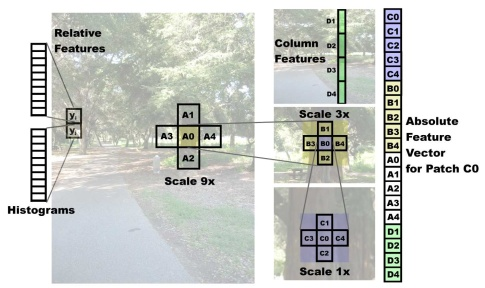 Relative
Features
yᵢ
yᵢ
Histograms
A1
A3 A0 A4
A2
Scale 9x
D1
D2
D3
D4
Column
Features
Scale 3x
B1
B3 B0 B4
B2
C1
C3 C0 C4
C2
Scale 1x
C0
C1
C2
C3
C4
B0
B1
B2
B3
B4
A0
A1
A2
A3
A4
D1
D2
D3
D4
Absolute
Feature
Vector
for Patch C0